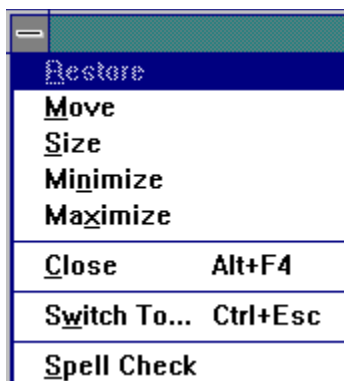 Restore
Move
Size
Minimize
Maximize
Close Alt+F4
Switch To... Ctrl+Esc
Spell Check